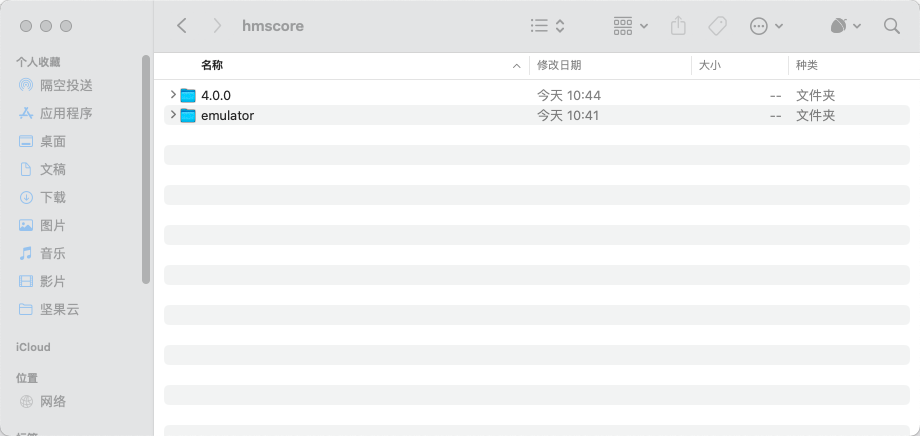 hmscore
个人收藏
隔空投送
应用程序
桌面
文稿
下载
图片
音乐
影片
坚果云
iCloud
位置
网络
名称 修改日期 大小 种类
4.0.0 今天 10:44 -- 文件夹
emulator 今天 10:41 -- 文件夹